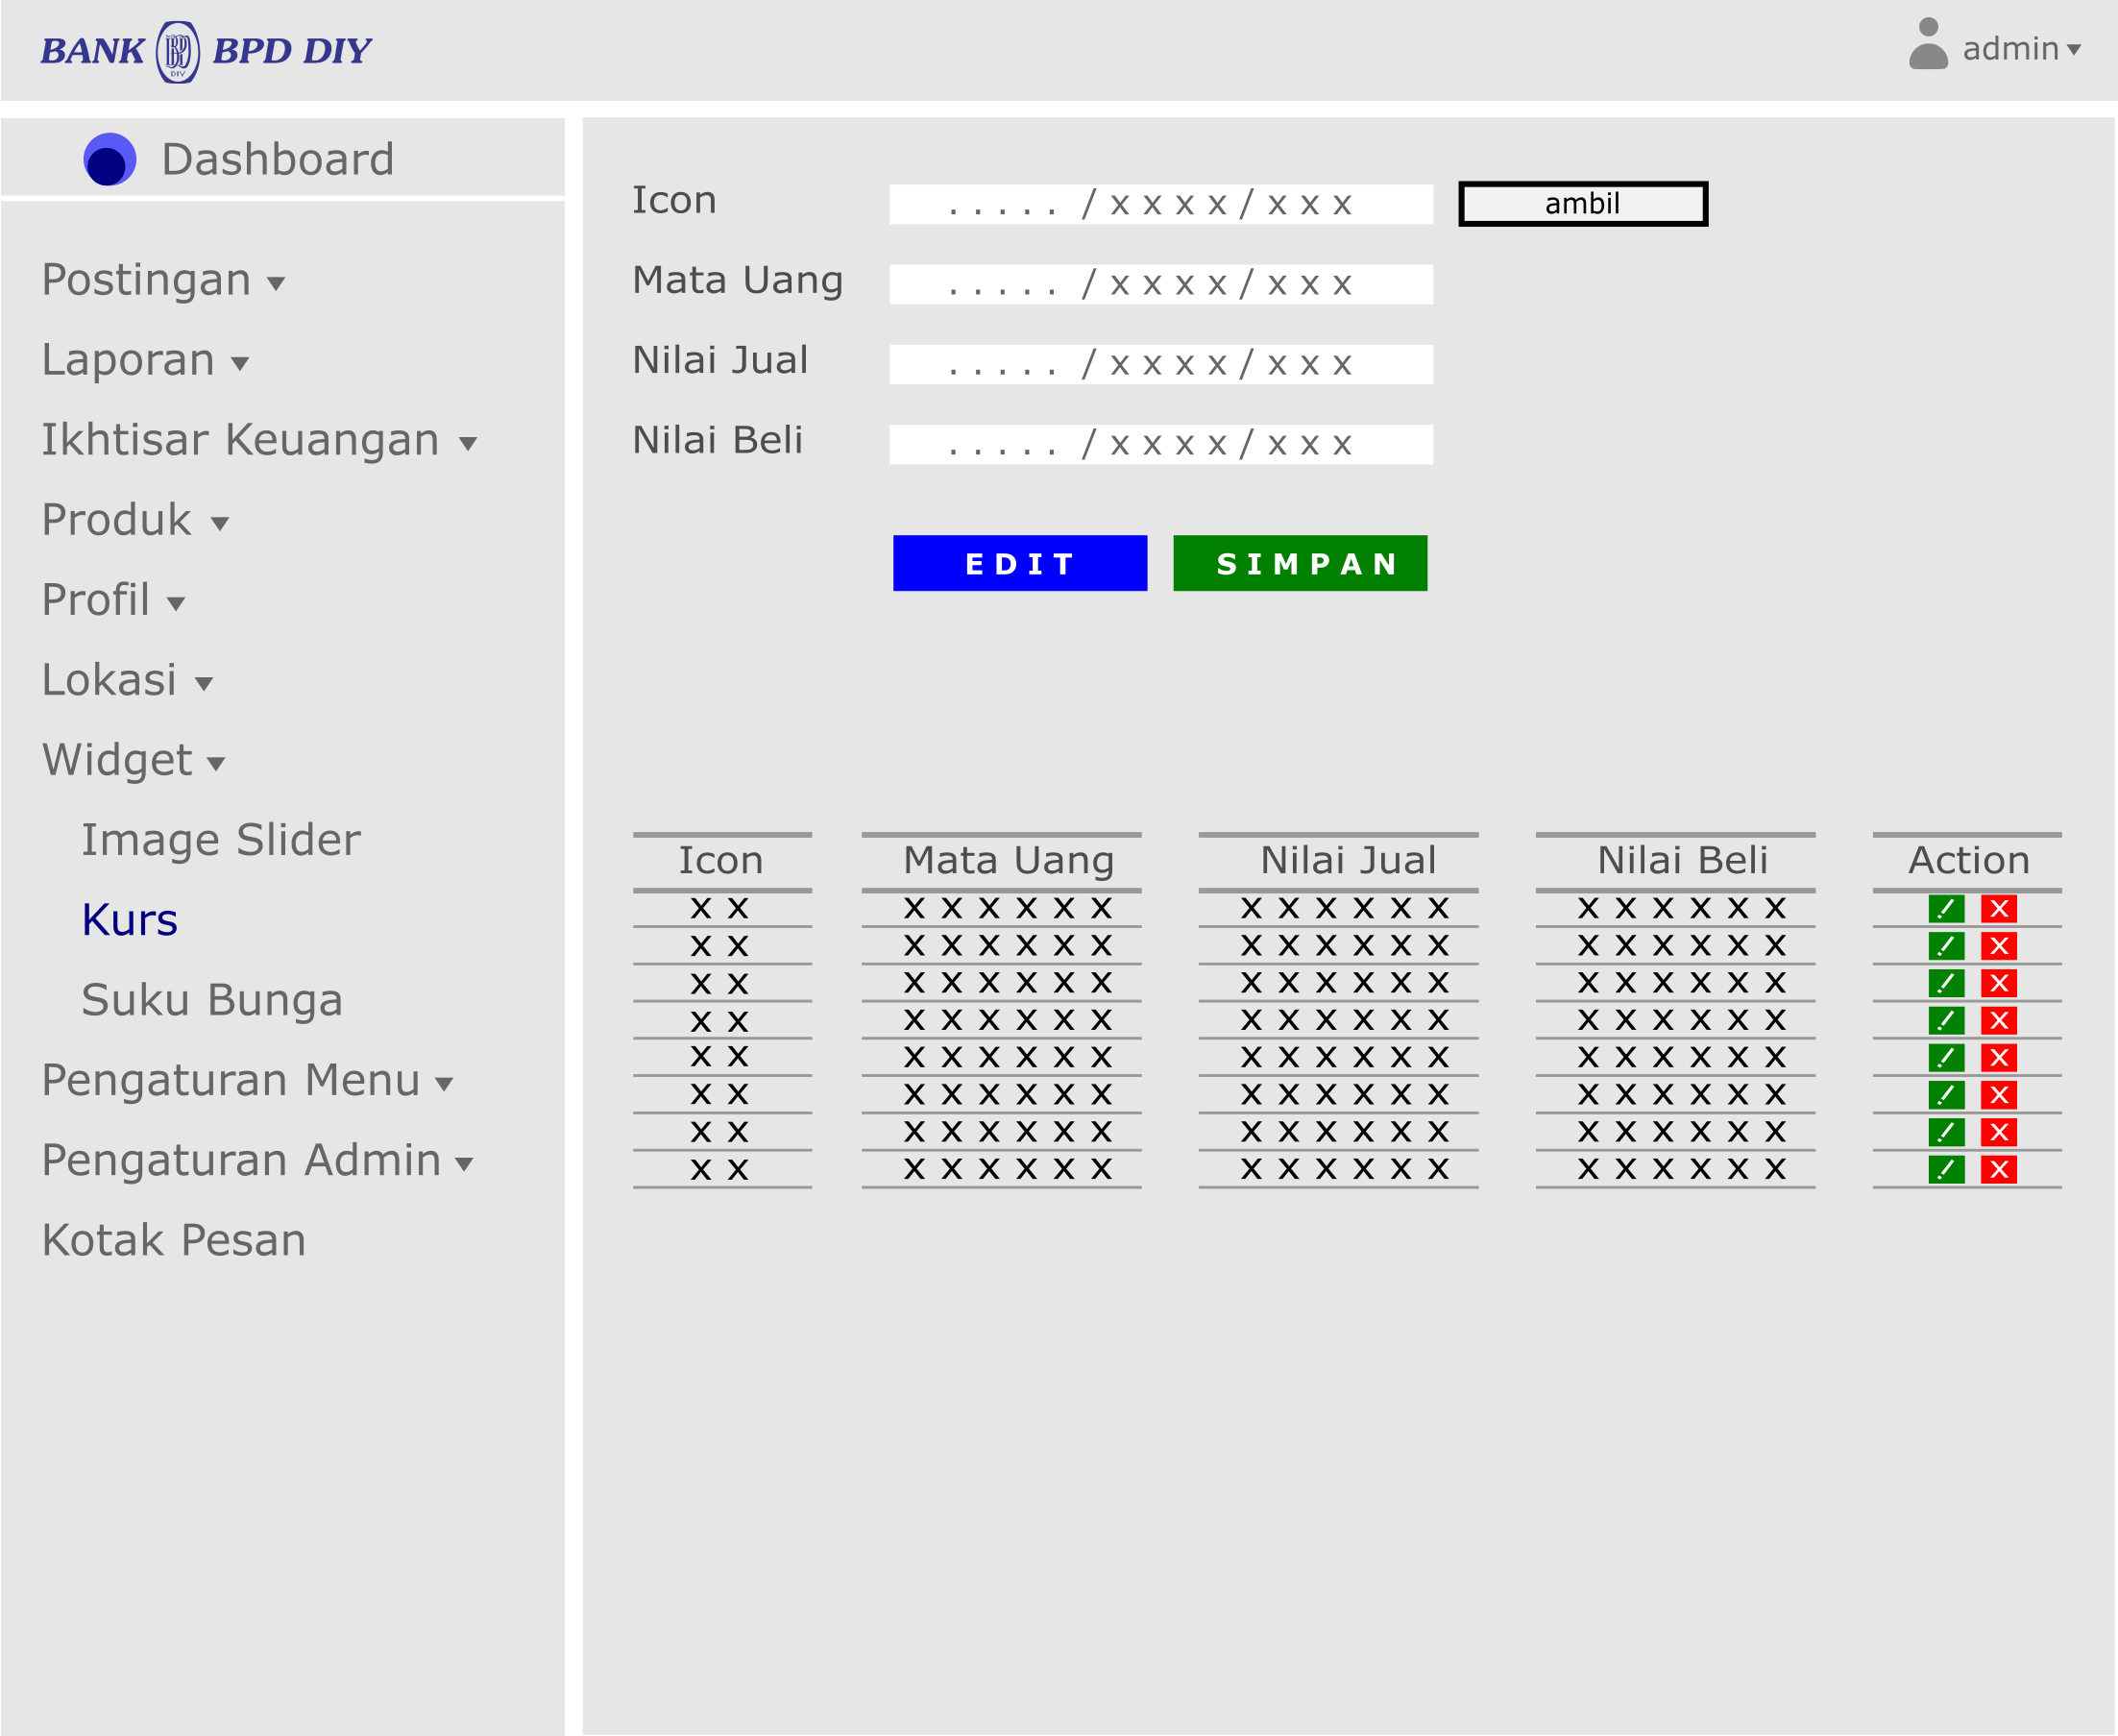 BANK BPD DIY BPD DIY
admin
Dashboard
Postingan
Laporan
Ikhtisar Keuangan
Produk
Profil
Lokasi
Widget
Image Slider
Kurs
Suku Bunga
Pengaturan Menu
Pengaturan Admin
Kotak Pesan
Icon . . . . . / x x x x / x x x ambil
Mata Uang . . . . . / x x x x / x x x
Nilai Jual . . . . . / x x x x / x x x
Nilai Beli . . . . . / x x x x / x x x
EDIT SIMPAN
Icon Mata Uang Nilai Jual Nilai Beli Action
x x x x x x x x x x x x x x x x x x x x x
x x x x x x x x x x x x x x x x x x x x x
x x x x x x x x x x x x x x x x x x x x x
x x x x x x x x x x x x x x x x x x x x x
x x x x x x x x x x x x x x x x x x x x x
x x x x x x x x x x x x x x x x x x x x x
x x x x x x x x x x x x x x x x x x x x x
x x x x x x x x x x x x x x x x x x x x x